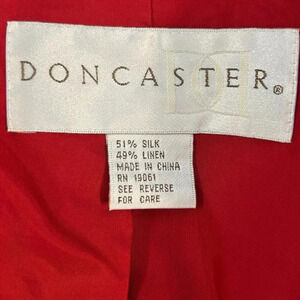 DONCASTER®
51% SILK
49% LINEN
MADE IN CHINA
RN 19061
SEE REVERSE
FOR CARE